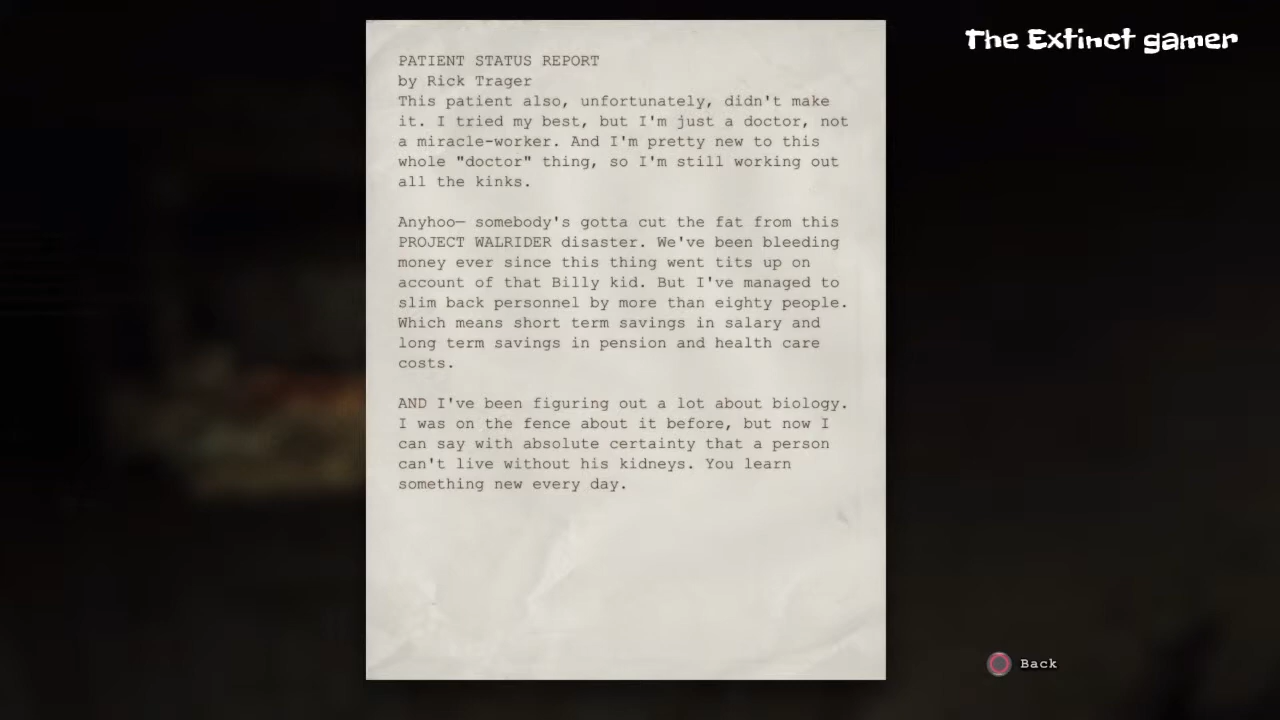 The Extinct gamer
PATIENT STATUS REPORT
by Rick Trager
This patient also, unfortunately, didn't make
it. I tried my best, but I'm just a doctor, not
a miracle-worker. And I'm pretty new to this
whole "doctor" thing, so I'm still working out
all the kinks.
Anyhoo— somebody's gotta cut the fat from this
PROJECT WALRIDER disaster. We've been bleeding
money ever since this thing went tits up on
account of that Billy kid. But I've managed to
slim back personnel by more than eighty people.
Which means short term savings in salary and
long term savings in pension and health care
costs.
AND I've been figuring out a lot about biology.
I was on the fence about it before, but now I
can say with absolute certainty that a person
can't live without his kidneys. You learn
something new every day.
Back